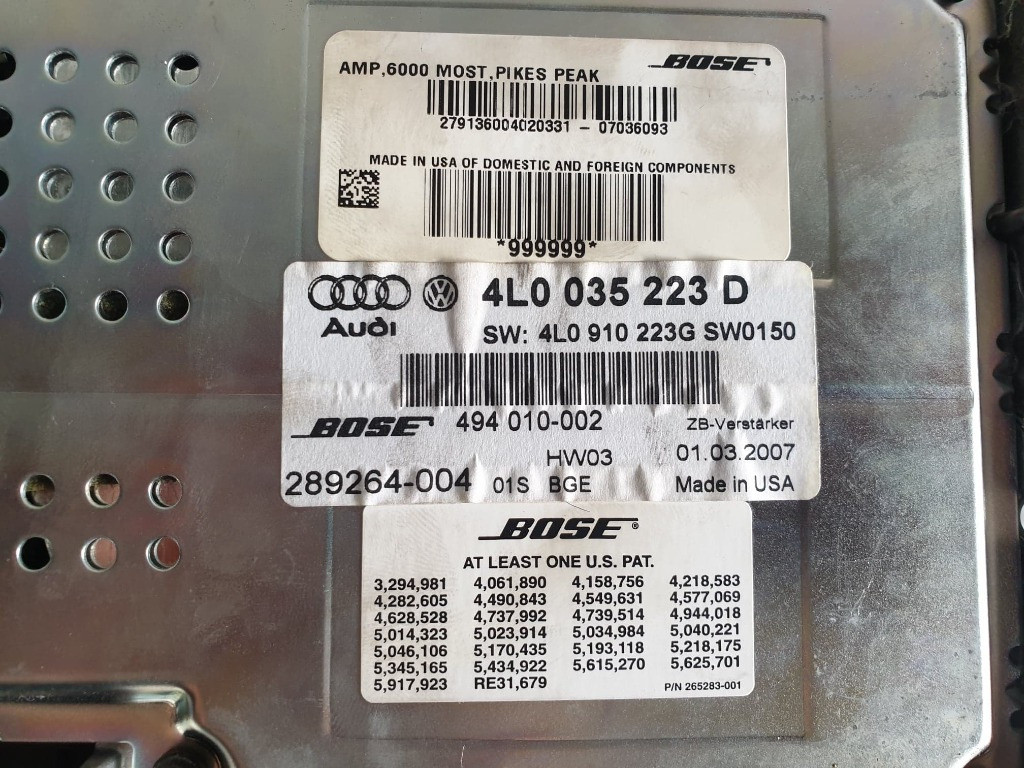 AMP,6000 MOST,PIKES PEAK BOSE
279136004020331 - 07036093
MADE IN USA OF DOMESTIC AND FOREIGN COMPONENTS
*999999*
4L0 035 223 D
Audi
SW: 4L0 910 223G SW0150
BOSE 494 010-002 ZB-Verstärker
HW03 01.03.2007
289264-004 01S BGE Made in USA
BOSE®
AT LEAST ONE U.S. PAT.
3,294,981 4,061,890 4,158,756 4,218,583
4,282,605 4,490,843 4,549,631 4,577,069
4,628,528 4,737,992 4,739,514 4,944,018
5,014,323 5,023,914 5,034,984 5,040,221
5,046,106 5,170,435 5,193,118 5,218,175
5,345,165 5,434,922 5,615,270 5,625,701
5,917,923 RE31,679 P/N 265283-001